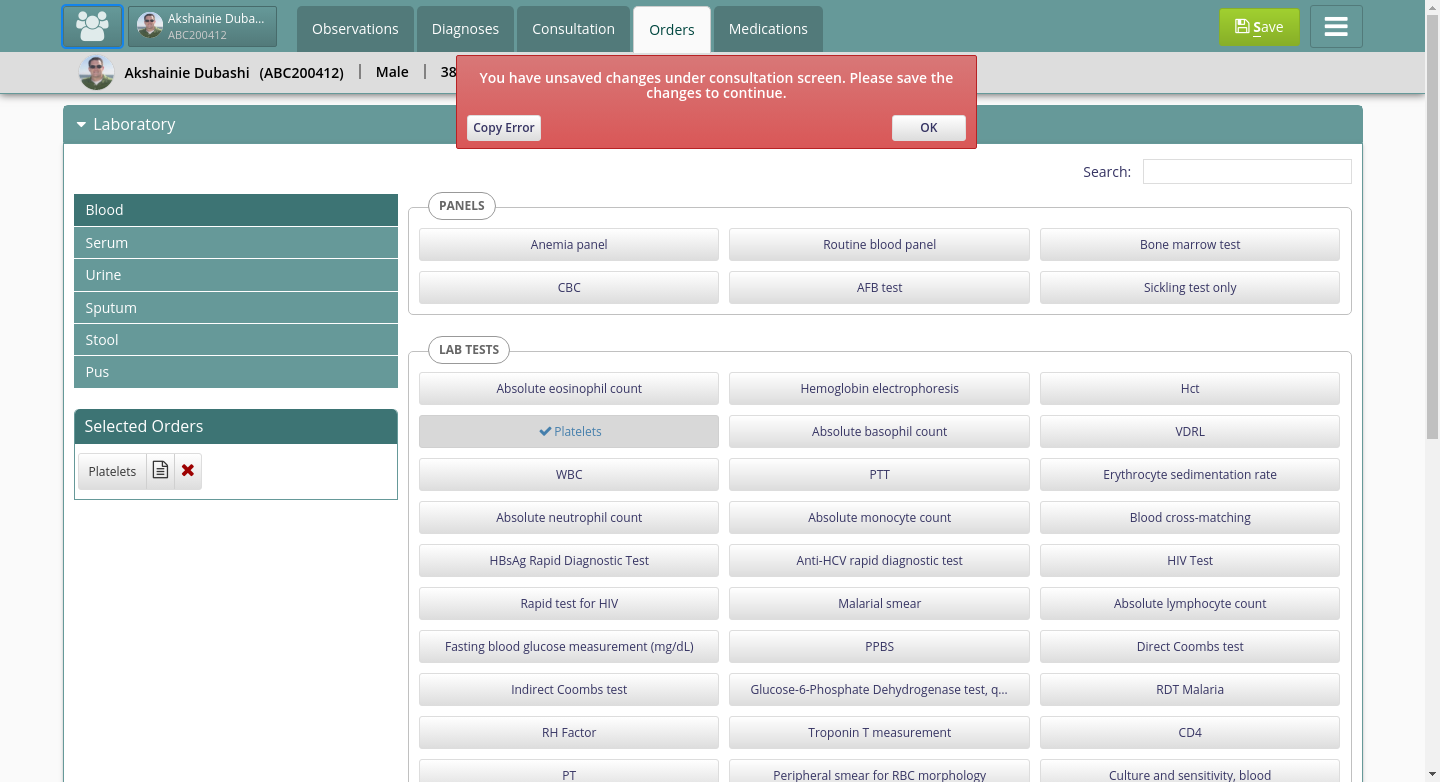 Akshainie Duba...
ABC200412
Observations
Diagnoses
Consultation
Orders
Medications
Save
Akshainie Dubashi (ABC200412) | Male | 38
You have unsaved changes under consultation screen. Please save the
changes to continue.
Copy Error
OK
Laboratory
Search:
Blood
Serum
Urine
Sputum
Stool
Pus
Selected Orders
Platelets
PANELS
Anemia panel
Routine blood panel
Bone marrow test
CBC
AFB test
Sickling test only
LAB TESTS
Absolute eosinophil count
Hemoglobin electrophoresis
Hct
Platelets
Absolute basophil count
VDRL
WBC
PTT
Erythrocyte sedimentation rate
Absolute neutrophil count
Absolute monocyte count
Blood cross-matching
HBsAg Rapid Diagnostic Test
Anti-HCV rapid diagnostic test
HIV Test
Rapid test for HIV
Malarial smear
Absolute lymphocyte count
Fasting blood glucose measurement (mg/dL)
PPBS
Direct Coombs test
Indirect Coombs test
Glucose-6-Phosphate Dehydrogenase test, q...
RDT Malaria
RH Factor
Troponin T measurement
CD4
PT
Peripheral smear for RBC morphology
Culture and sensitivity, blood